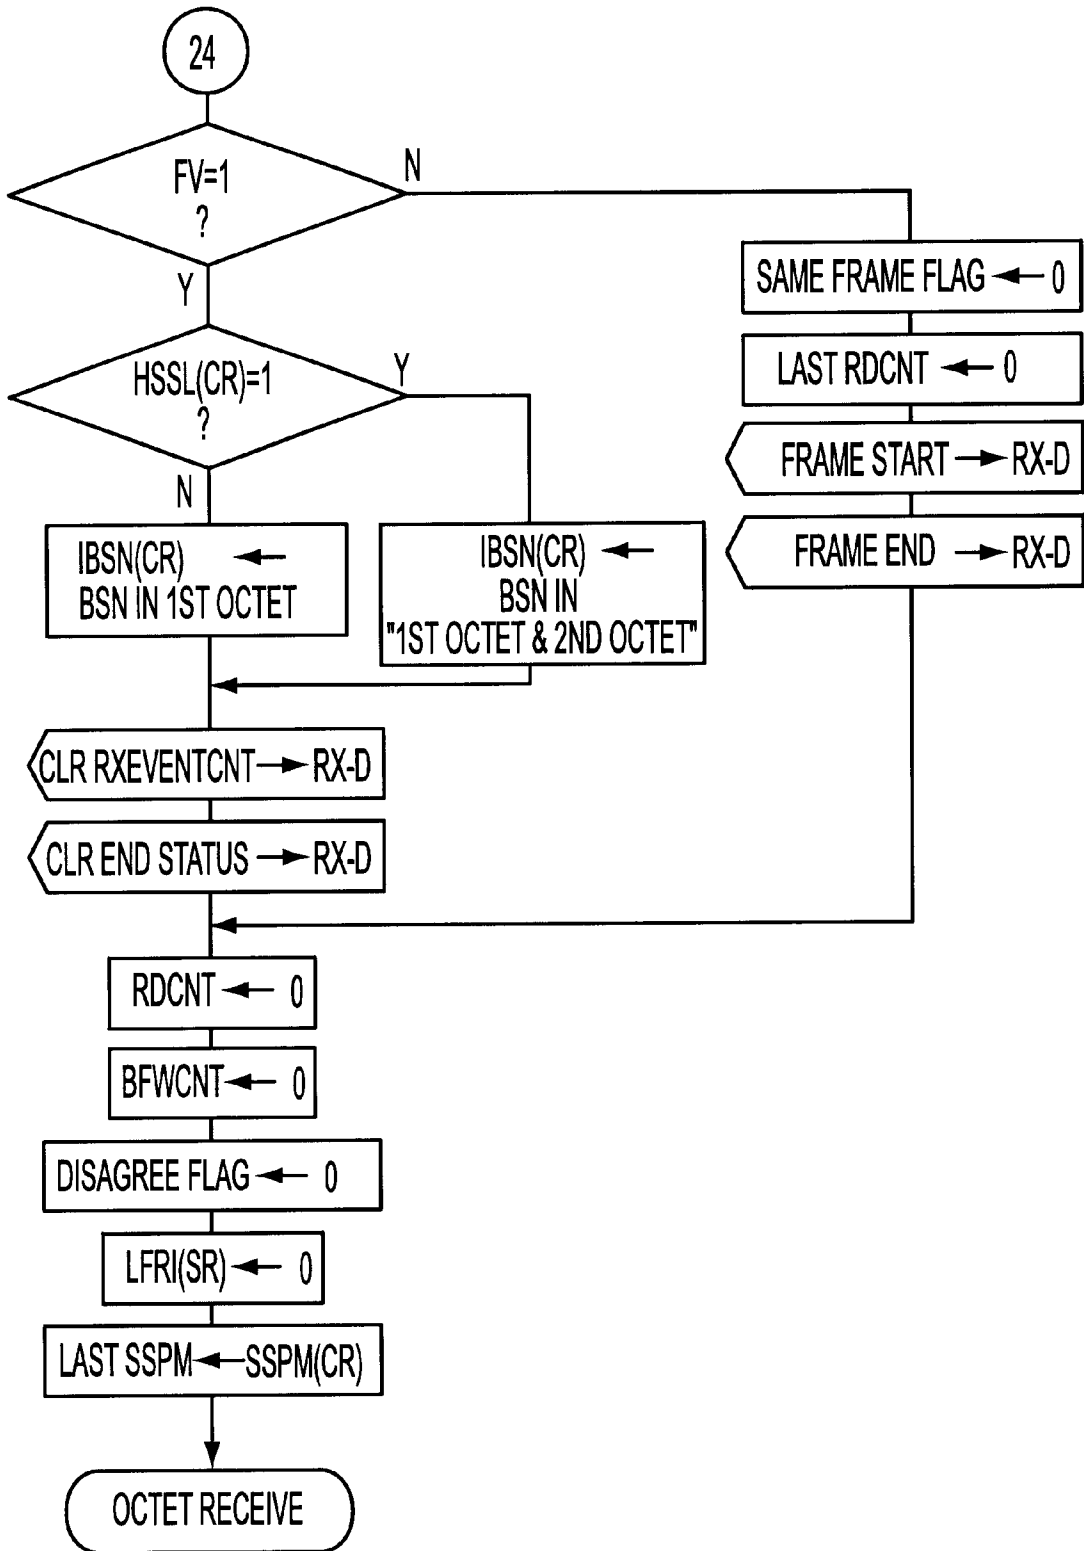 24
FV=1
?
N
Y
SAME FRAME FLAG ← 0
LAST RDCNT ← 0
FRAME START → RX-D
FRAME END → RX-D
HSSL(CR)=1
?
Y
N
IBSN(CR) ←
BSN IN 1ST OCTET
IBSN(CR) ←
BSN IN
"1ST OCTET & 2ND OCTET"
CLR RXEVENTCNT → RX-D
CLR END STATUS → RX-D
RDCNT ← 0
BFWCNT ← 0
DISAGREE FLAG ← 0
LFRI(SR) ← 0
LAST SSPM ← SSPM(CR)
OCTET RECEIVE